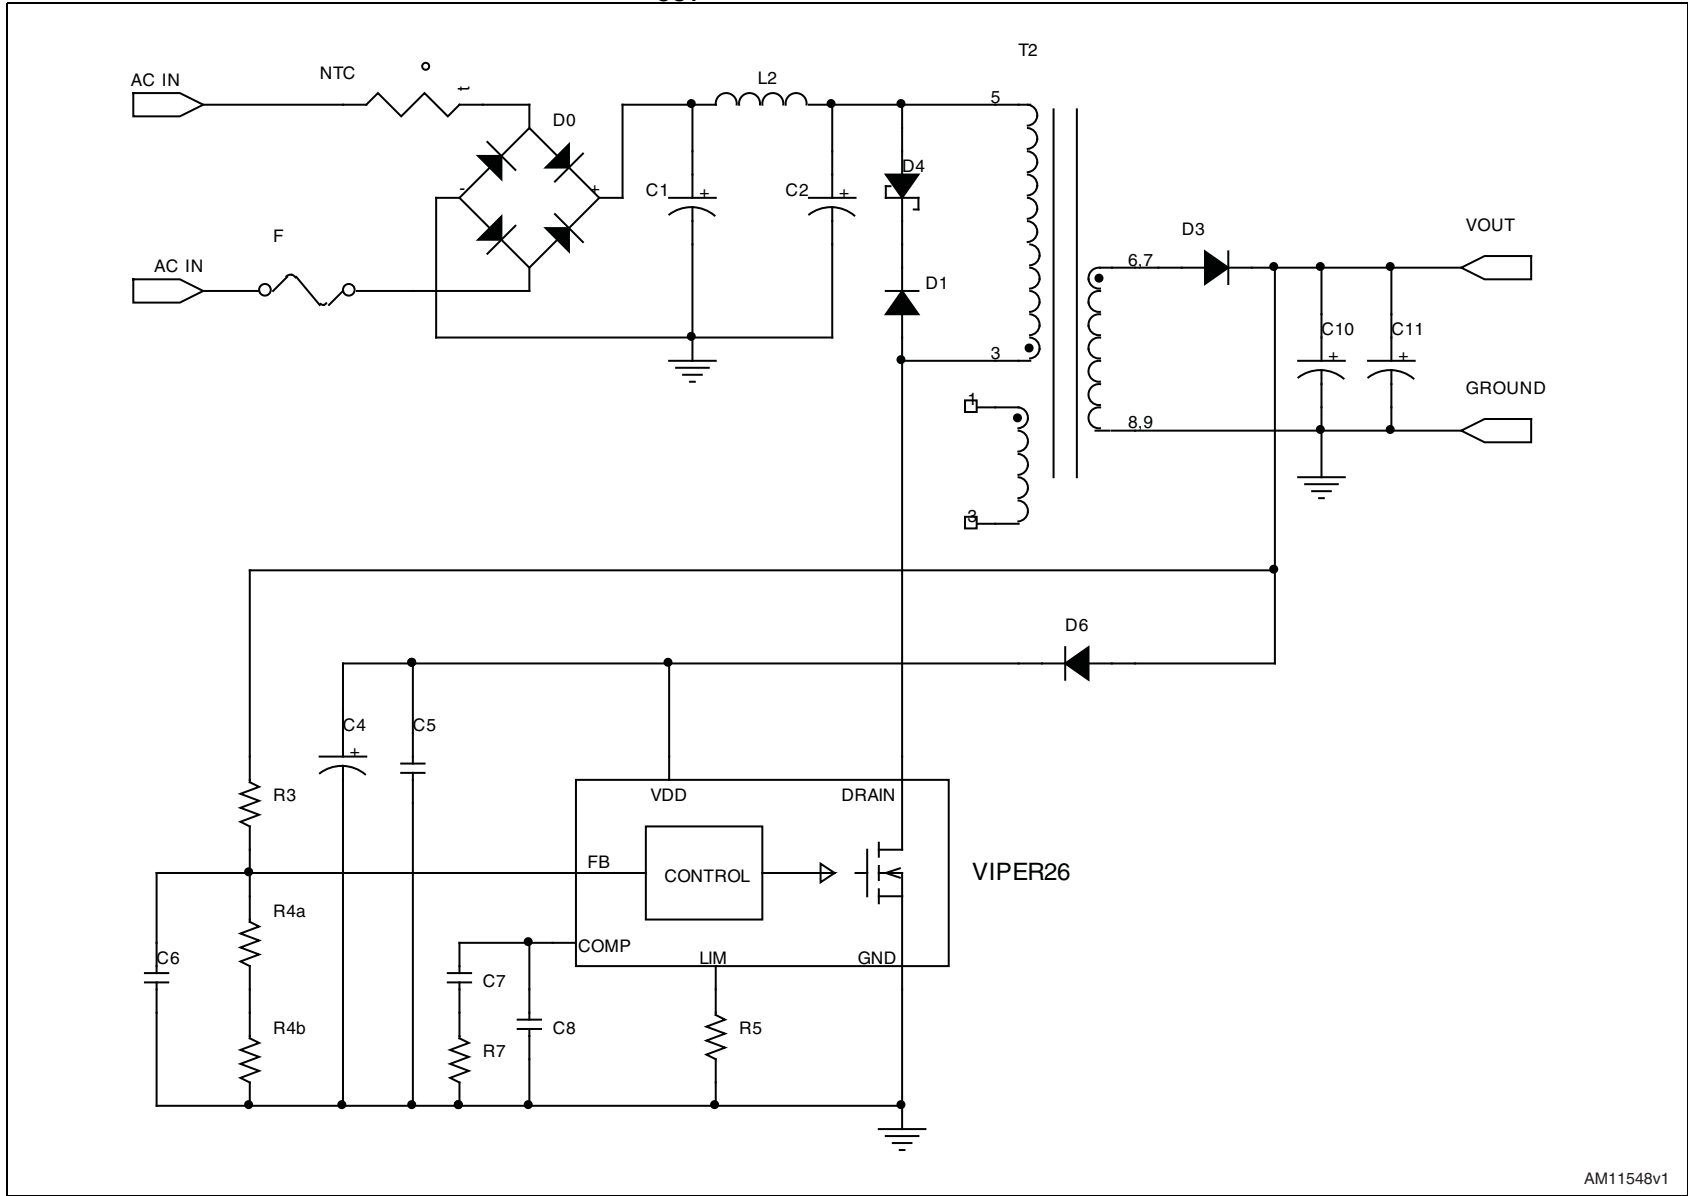 T2
NTC
t
AC IN
L2
5
D0
D4
-
+
C1
+
C2
+
F
AC IN
D3
VOUT
6,7
D1
C10
+
C11
+
3
GROUND
1
8,9
3
D6
C4
+
C5
R3
VDD
DRAIN
FB
CONTROL
VIPER26
R4a
COMP
LIM
GND
C6
C7
R4b
C8
R5
R7
AM11548v1